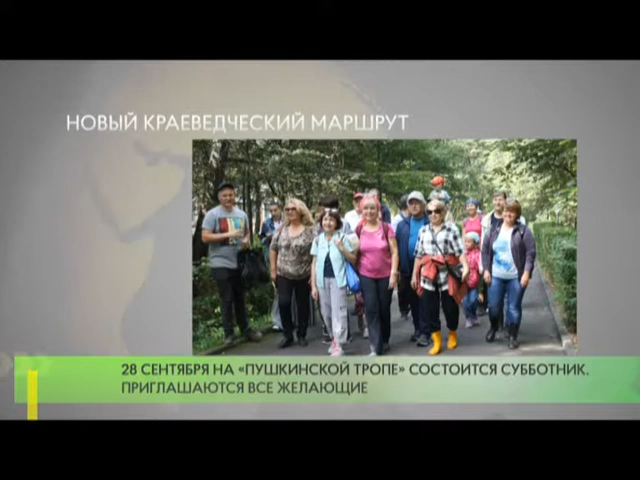 НОВЫЙ КРАЕВЕДЧЕСКИЙ МАРШРУТ
28 СЕНТЯБРЯ НА «ПУШКИНСКОЙ ТРОПЕ» СОСТОИТСЯ СУББОТНИК.
ПРИГЛАШАЮТСЯ ВСЕ ЖЕЛАЮЩИЕ